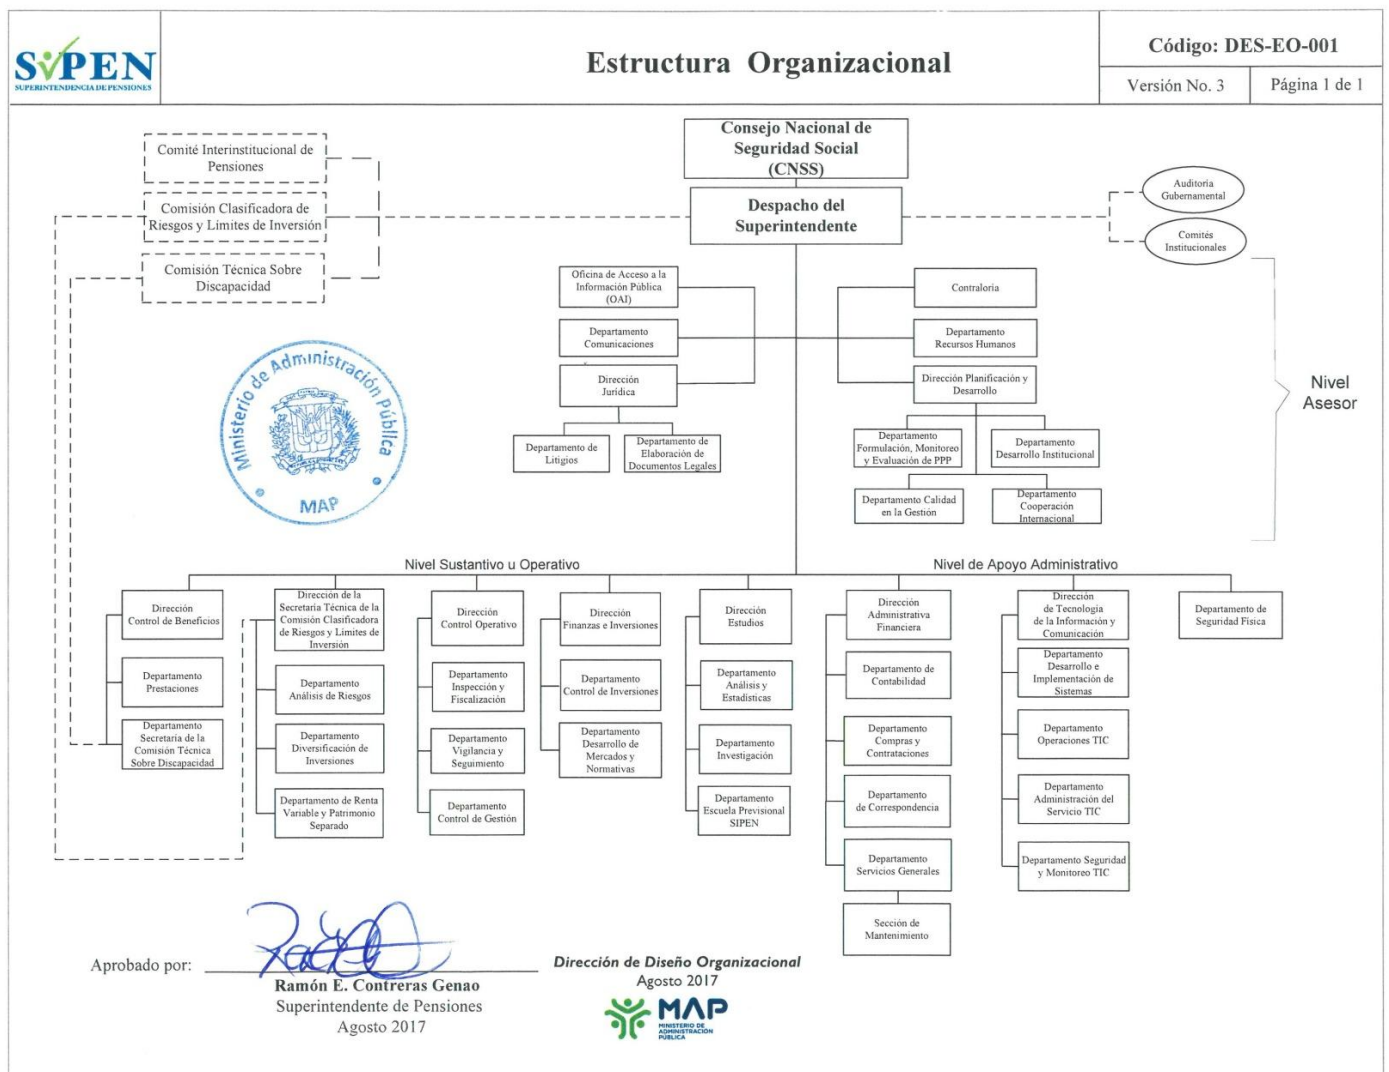 SIPEN
SUPERINTENDENCIA DE PENSIONES
Estructura Organizacional
Código: DES-EO-001
Versión No. 3
Página 1 de 1
Consejo Nacional de
Seguridad Social
(CNSS)
Despacho del
Superintendente
Comité Interinstitucional de
Pensiones
Comisión Clasificadora de
Riesgos y Límites de Inversión
Comisión Técnica Sobre
Discapacidad
Auditoria
Gubernamental
Comités
Institucionales
Oficina de Acceso a la
Información Pública
(OAI)
Departamento
Comunicaciones
Dirección
Jurídica
Departamento de
Litigios
Departamento de
Elaboración de
Documentos Legales
Contraloría
Departamento
Recursos Humanos
Dirección Planificación y
Desarrollo
Departamento
Formulación, Monitoreo
y Evaluación de PPP
Departamento
Desarrollo Institucional
Departamento Calidad
en la Gestión
Departamento
Cooperación
Internacional
Nivel
Asesor
Ministerio de Administración Pública
MAP
Nivel Sustantivo u Operativo
Nivel de Apoyo Administrativo
Dirección
Control de Beneficios
Departamento
Prestaciones
Departamento
Secretaría de la
Comisión Técnica
Sobre Discapacidad
Dirección de la
Secretaría Técnica de la
Comisión Clasificadora
de Riesgos y Límites de
Inversión
Departamento
Análisis de Riesgos
Departamento
Diversificación de
Inversiones
Departamento de Renta
Variable y Patrimonio
Separado
Dirección
Control Operativo
Departamento
Inspección y
Fiscalización
Departamento
Vigilancia y
Seguimiento
Departamento
Control de Gestión
Dirección
Finanzas e Inversiones
Departamento
Control de Inversiones
Departamento
Desarrollo de
Mercados y
Normativas
Dirección
Estudios
Departamento
Análisis y
Estadísticas
Departamento
Investigación
Departamento
Escuela Previsional
SIPEN
Dirección
Administrativa
Financiera
Departamento de
Contabilidad
Departamento
Compras y
Contrataciones
Departamento
de Correspondencia
Departamento
Servicios Generales
Sección de
Mantenimiento
Dirección
de Tecnología
de la Información y
Comunicación
Departamento
Desarrollo e
Implementación de
Sistemas
Departamento
Operaciones TIC
Departamento
Administración del
Servicio TIC
Departamento Seguridad
y Monitoreo TIC
Departamento de
Seguridad Física
Aprobado por:
Ramón E. Contreras Genao
Superintendente de Pensiones
Agosto 2017
Dirección de Diseño Organizacional
Agosto 2017
MAP
MINISTERIO DE
ADMINISTRACIÓN
PÚBLICA